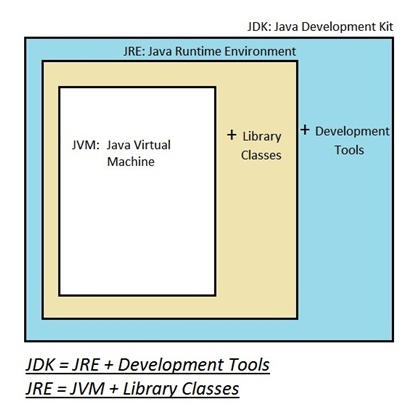 JDK: Java Development Kit
JRE: Java Runtime Environment
JVM: Java Virtual
Machine
+ Library
Classes
+ Development
Tools
JDK = JRE + Development Tools
JRE = JVM + Library Classes